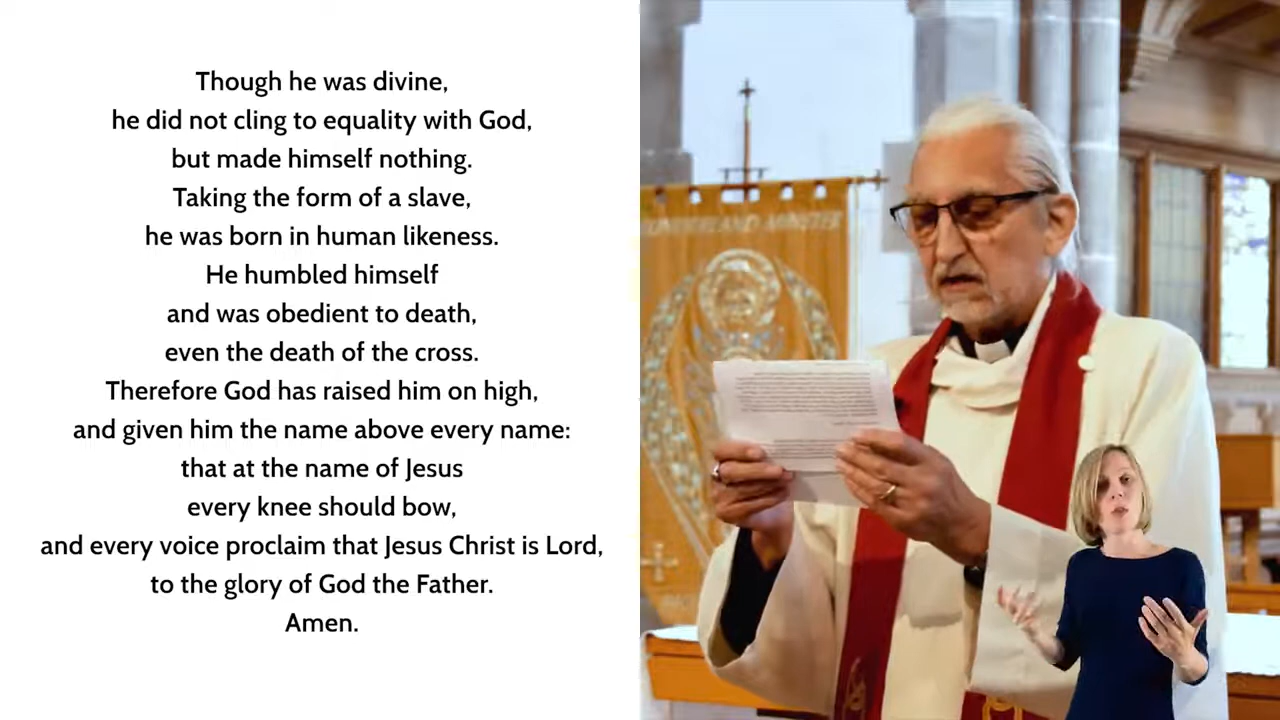 Though he was divine,
he did not cling to equality with God,
but made himself nothing.
Taking the form of a slave,
he was born in human likeness.
He humbled himself
and was obedient to death,
even the death of the cross.
Therefore God has raised him on high,
and given him the name above every name:
that at the name of Jesus
every knee should bow,
and every voice proclaim that Jesus Christ is Lord,
to the glory of God the Father.
Amen.
MINSTER